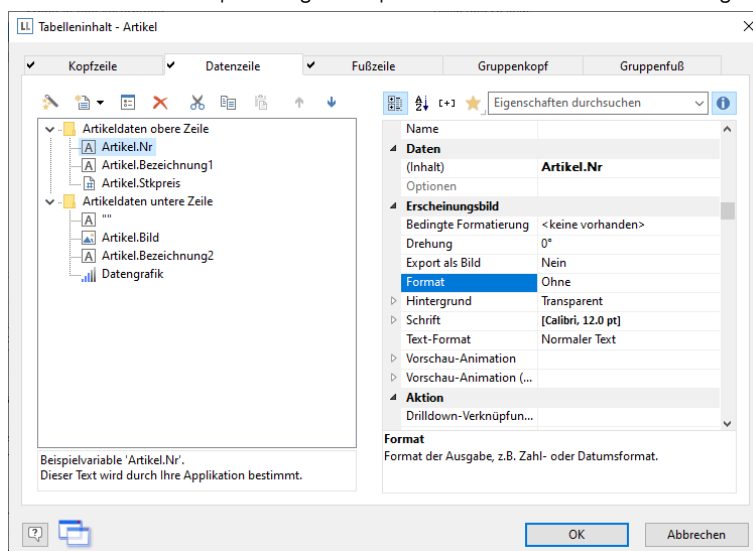 LL Tabelleninhalt - Artikel
Kopfzeile Datenzeile Fußzeile Gruppenkopf Gruppenfuß
Eigenschaften durchsuchen
Artikeldaten obere Zeile
Artikel.Nr
Artikel.Bezeichnung1
Artikel.Stkpreis
Artikeldaten untere Zeile
""
Artikel.Bild
Artikel.Bezeichnung2
Datengrafik
Beispielvariable 'Artikel.Nr'.
Dieser Text wird durch Ihre Applikation bestimmt.
Name
Daten
(Inhalt) Artikel.Nr
Optionen
Erscheinungsbild
Bedingte Formatierung <keine vorhanden>
Drehung 0°
Export als Bild Nein
Format Ohne
Hintergrund Transparent
Schrift [Calibri, 12.0 pt]
Text-Format Normaler Text
Vorschau-Animation
Vorschau-Animation (...
Aktion
Drilldown-Verknüpfun...
Format
Format der Ausgabe, z.B. Zahl- oder Datumsformat.
OK Abbrechen